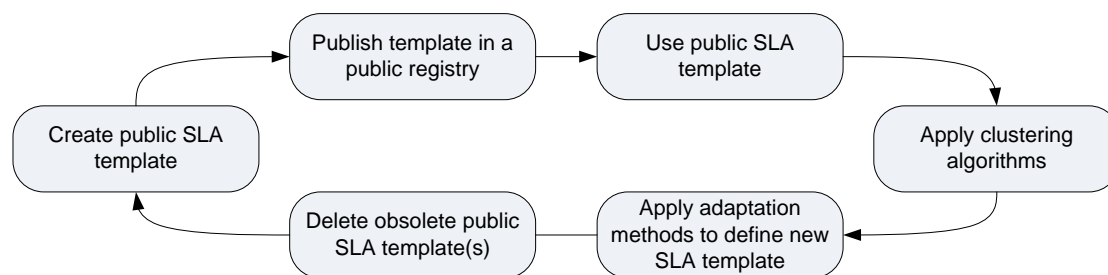 Publish template in a
public registry
Use public SLA
template
Create public SLA
template
Apply clustering
algorithms
Delete obsolete public
SLA template(s)
Apply adaptation
methods to define new
SLA template